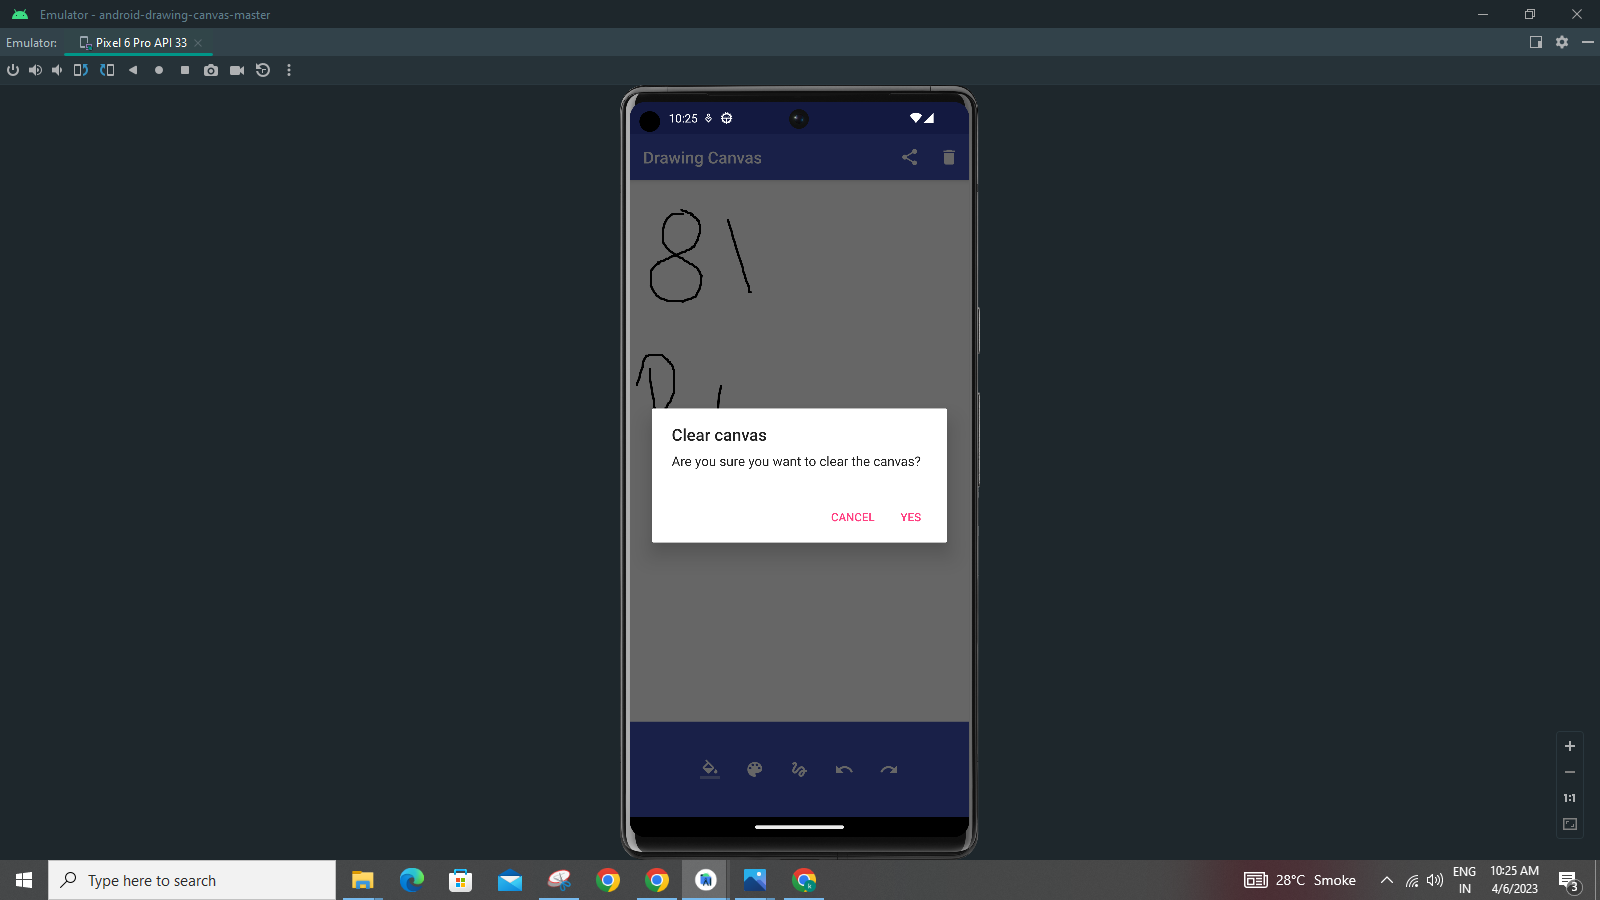 Emulator - android-drawing-canvas-master
Emulator: Pixel 6 Pro API 33
10:25
Drawing Canvas
8\
Clear canvas
Are you sure you want to clear the canvas?
CANCEL YES
1:1
Type here to search
28°C Smoke
ENG
IN
10:25 AM
4/6/2023
3